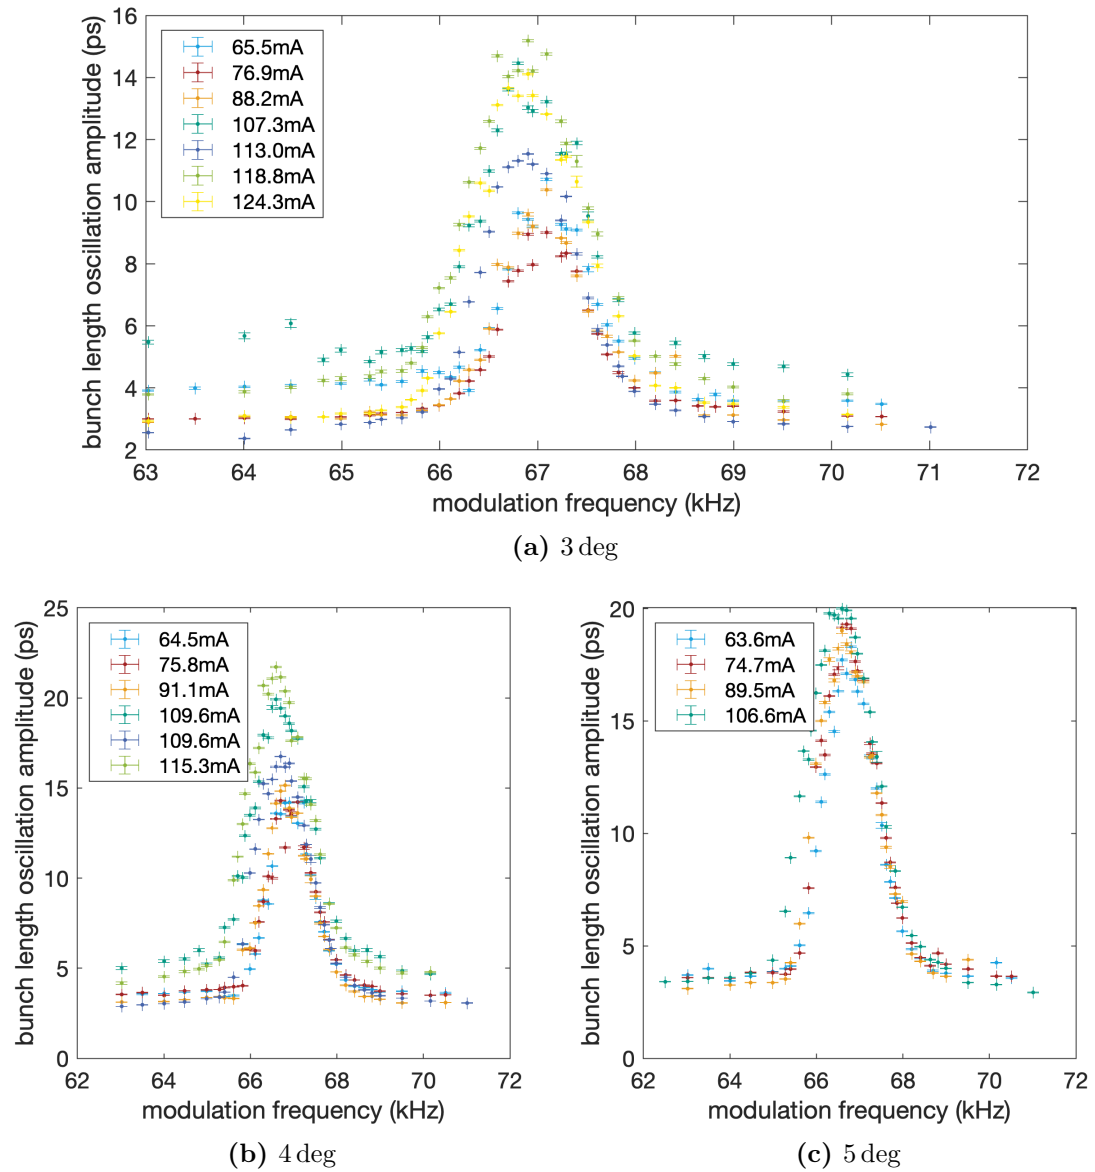 bunch length oscillation amplitude (ps)
16
14
12
10
8
6
4
2
65.5mA
76.9mA
88.2mA
107.3mA
113.0mA
118.8mA
124.3mA
63 64 65 66 67 68 69 70 71 72
modulation frequency (kHz)
(a) 3 deg
bunch length oscillation amplitude (ps)
25
20
15
10
5
0
64.5mA
75.8mA
91.1mA
109.6mA
109.6mA
115.3mA
62 64 66 68 70 72
modulation frequency (kHz)
(b) 4 deg
bunch length oscillation amplitude (ps)
20
15
10
5
0
63.6mA
74.7mA
89.5mA
106.6mA
62 64 66 68 70 72
modulation frequency (kHz)
(c) 5 deg